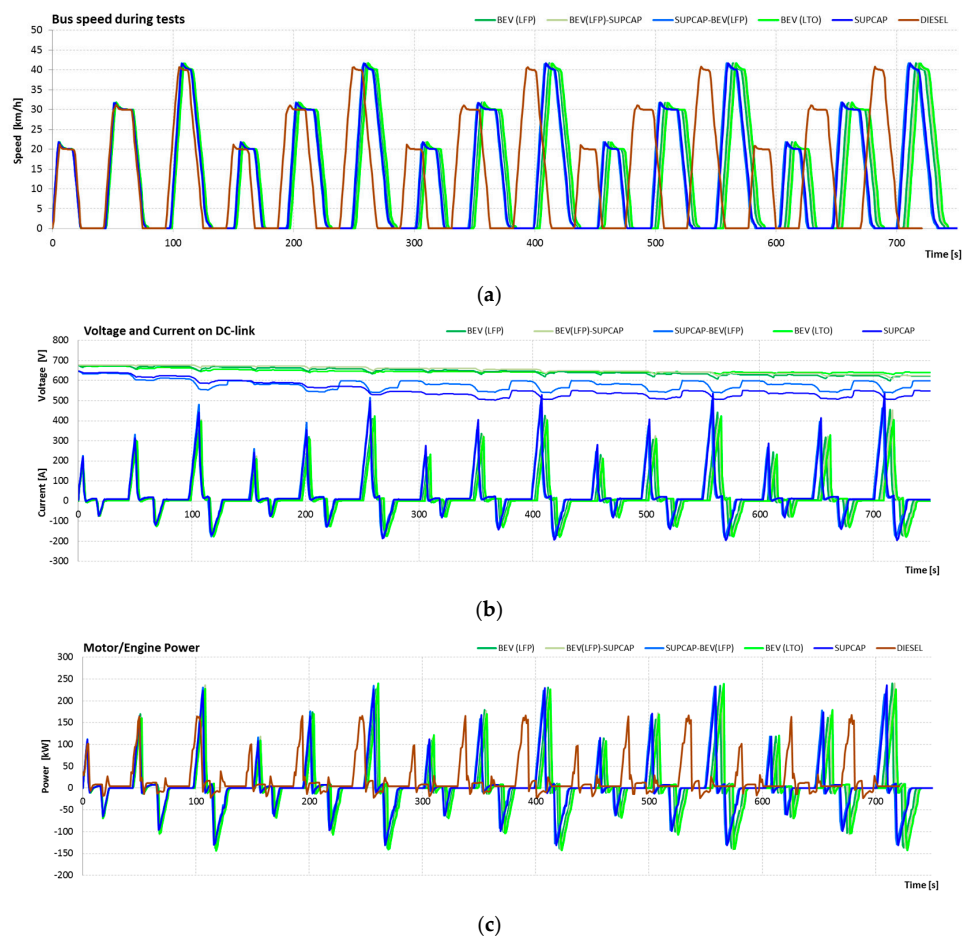 Bus speed during tests
BEV (LFP) BEV(LFP)-SUPCAP SUPCAP-BEV(LFP) BEV (LTO) SUPCAP DIESEL
Speed [km/h]
50
45
40
35
30
25
20
15
10
5
0
0 100 200 300 400 500 600 700
Time [s]
(a)
Voltage and Current on DC-link
BEV (LFP) BEV(LFP)-SUPCAP SUPCAP-BEV(LFP) BEV (LTO) SUPCAP
Voltage [V]
Current [A]
800
700
600
500
400
300
200
100
0
-100
-200
-300
0 100 200 300 400 500 600 700
Time [s]
(b)
Motor/Engine Power
BEV (LFP) BEV(LFP)-SUPCAP SUPCAP-BEV(LFP) BEV (LTO) SUPCAP DIESEL
Power [kW]
300
250
200
150
100
50
0
-50
-100
-150
-200
0 100 200 300 400 500 600 700
Time [s]
(c)